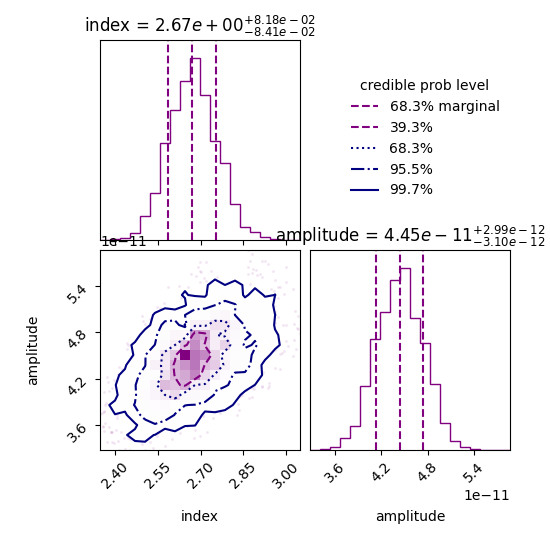 index = 2.67e+00+8.18e−02 −8.41e−02
credible prob level
68.3% marginal
39.3%
68.3%
95.5%
99.7%
1e−11
amplitude = 4.45e−11+2.99e−12 −3.10e−12
amplitude
5.4
4.8
4.2
3.6
2.40 2.55 2.70 2.85 3.00
index
3.6 4.2 4.8 5.4
1e−11
amplitude